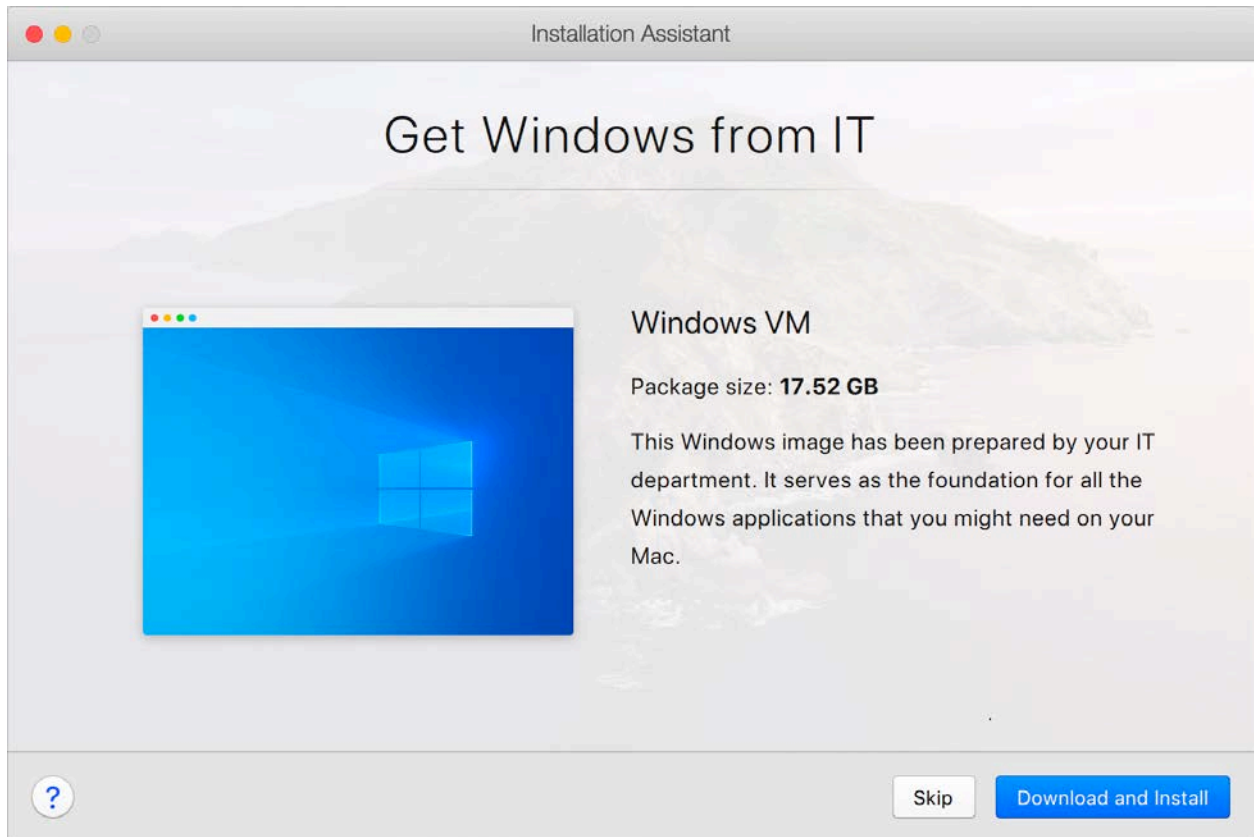 Installation Assistant
Get Windows from IT
Windows VM
Package size: 17.52 GB
This Windows image has been prepared by your IT
department. It serves as the foundation for all the
Windows applications that you might need on your
Mac.
?
Skip
Download and Install